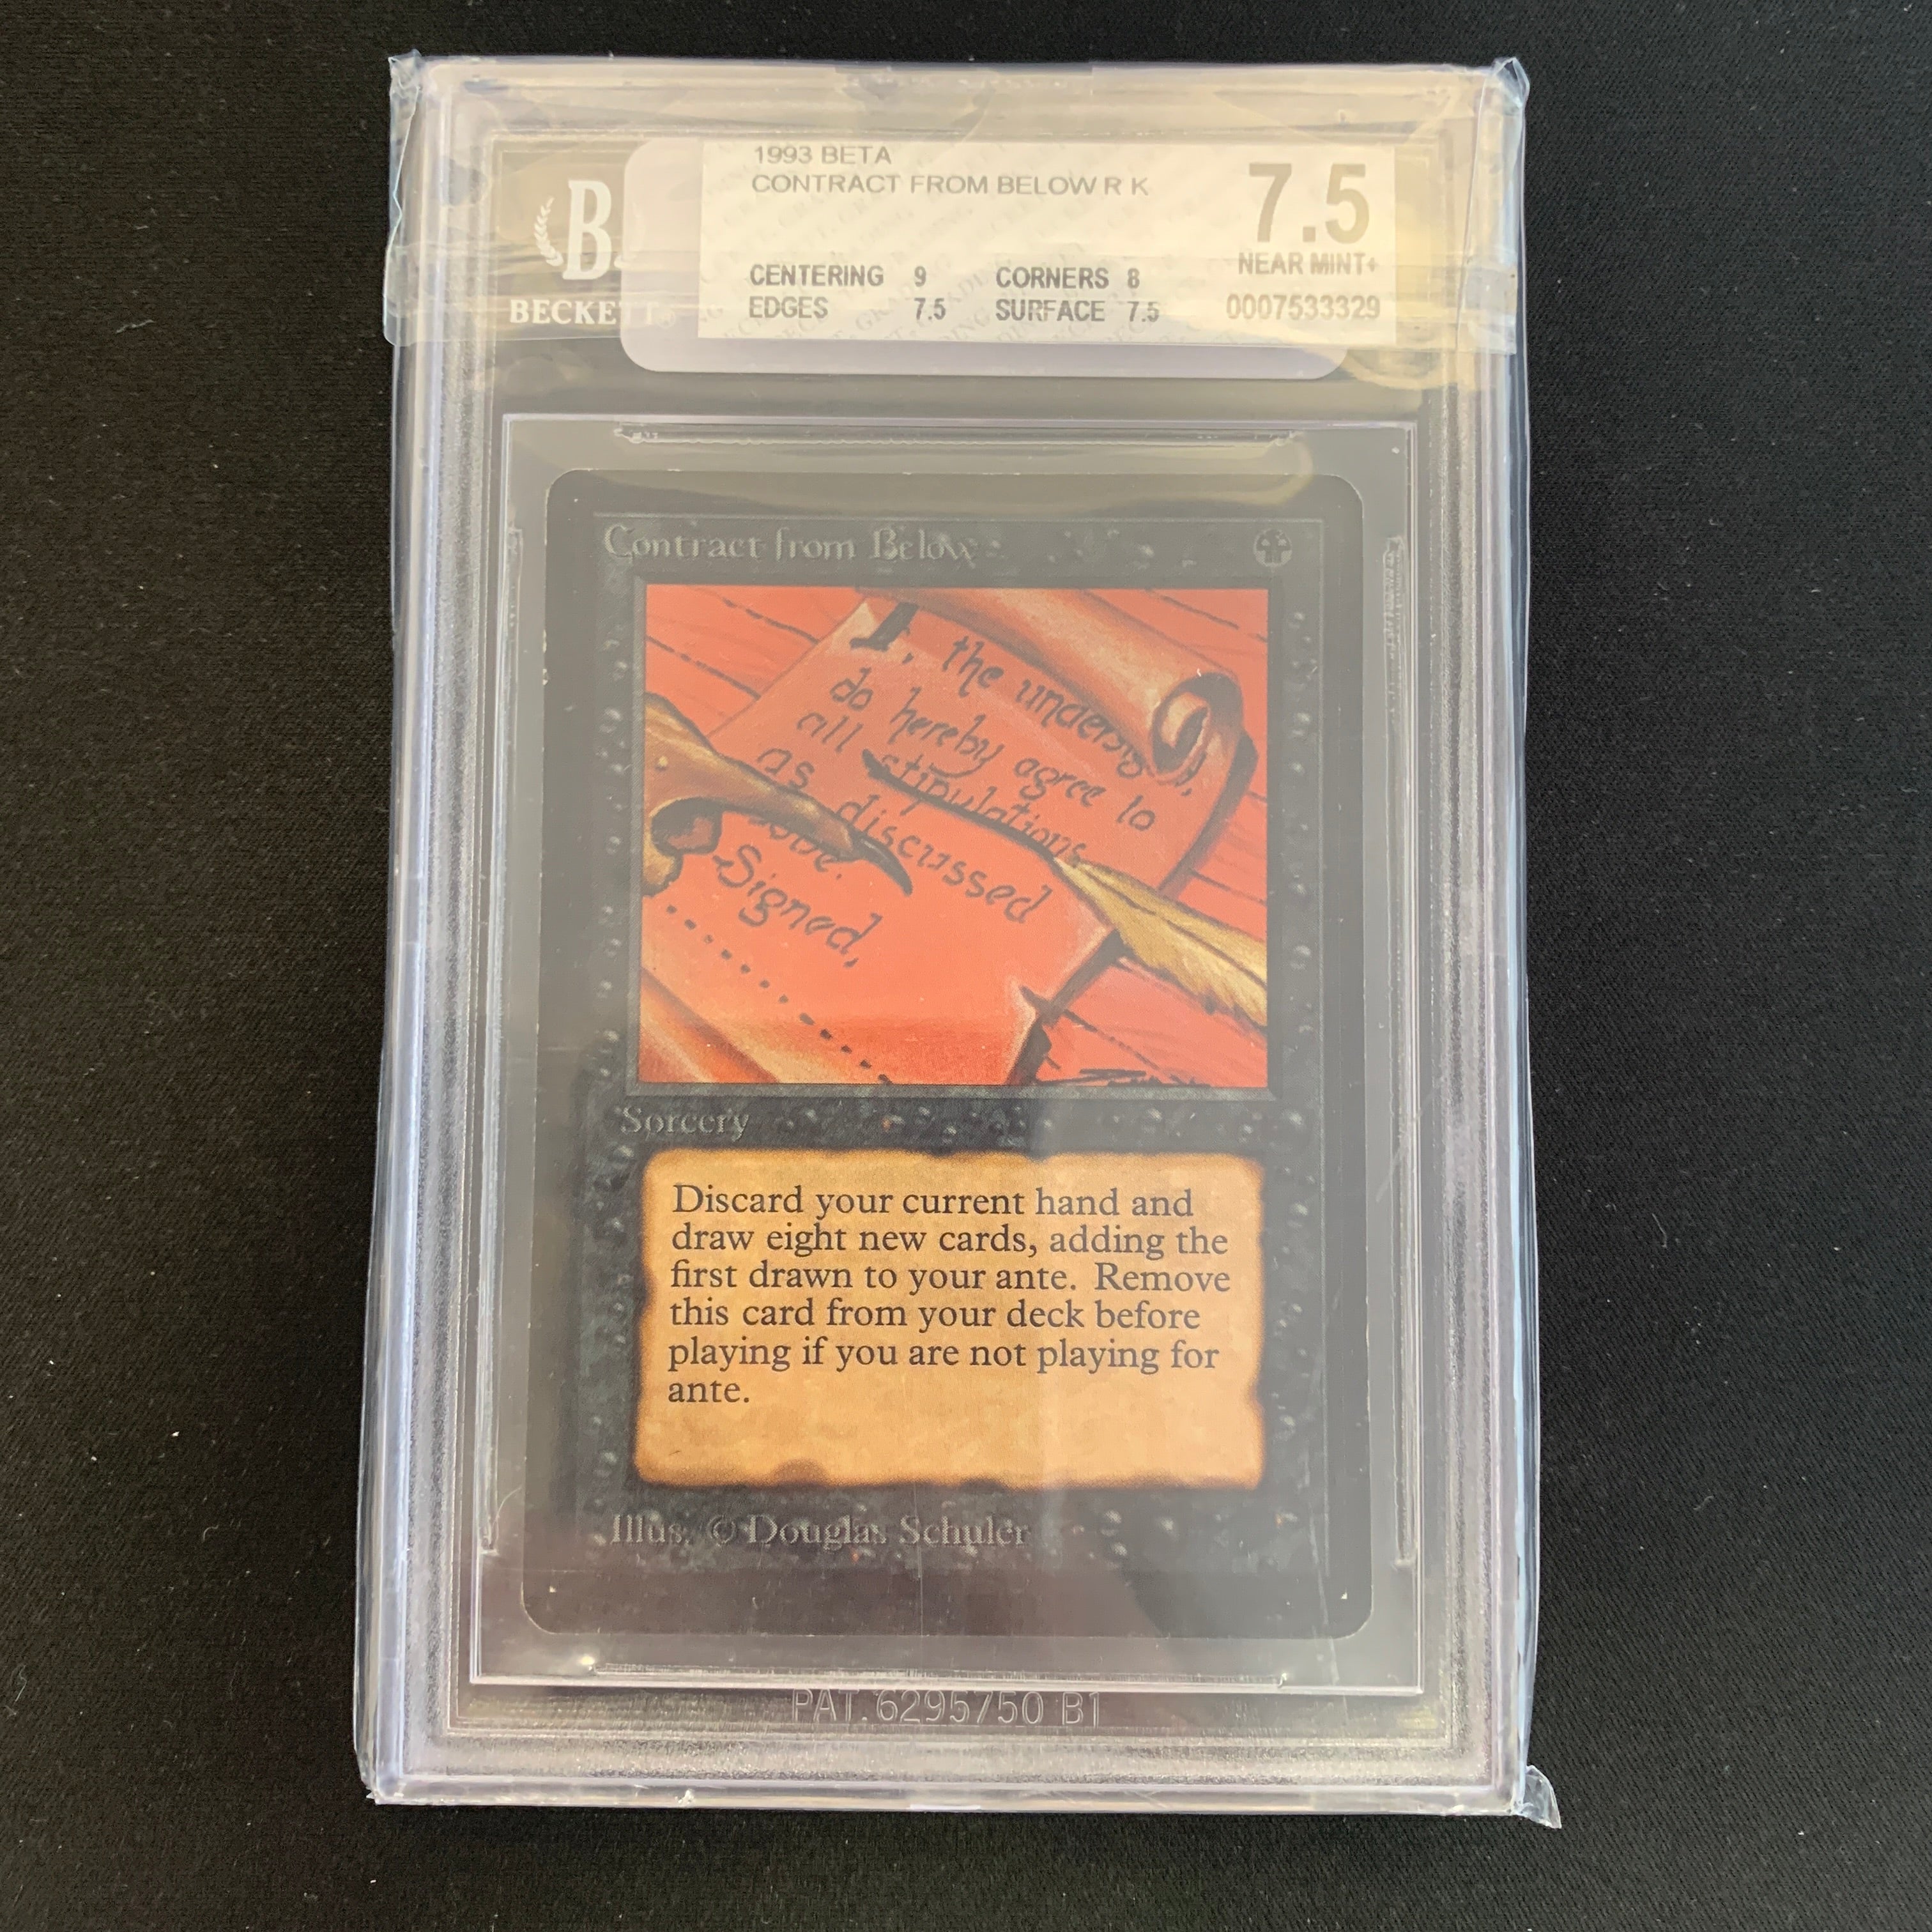 1993 BETA
CONTRACT FROM BELOW R K
7.5
NEAR MINT+
CENTERING 9 CORNERS 8
EDGES 7.5 SURFACE 7.5
0007533329
B
BECKETT
Contract from Below
I, the undersig
do hereby agree to
all stipulations
as discussed
Signed,
Sorcery
Discard your current hand and
draw eight new cards, adding the
first drawn to your ante. Remove
this card from your deck before
playing if you are not playing for
ante.
Illus. © Douglas Schuler
PAT.6295750 B1